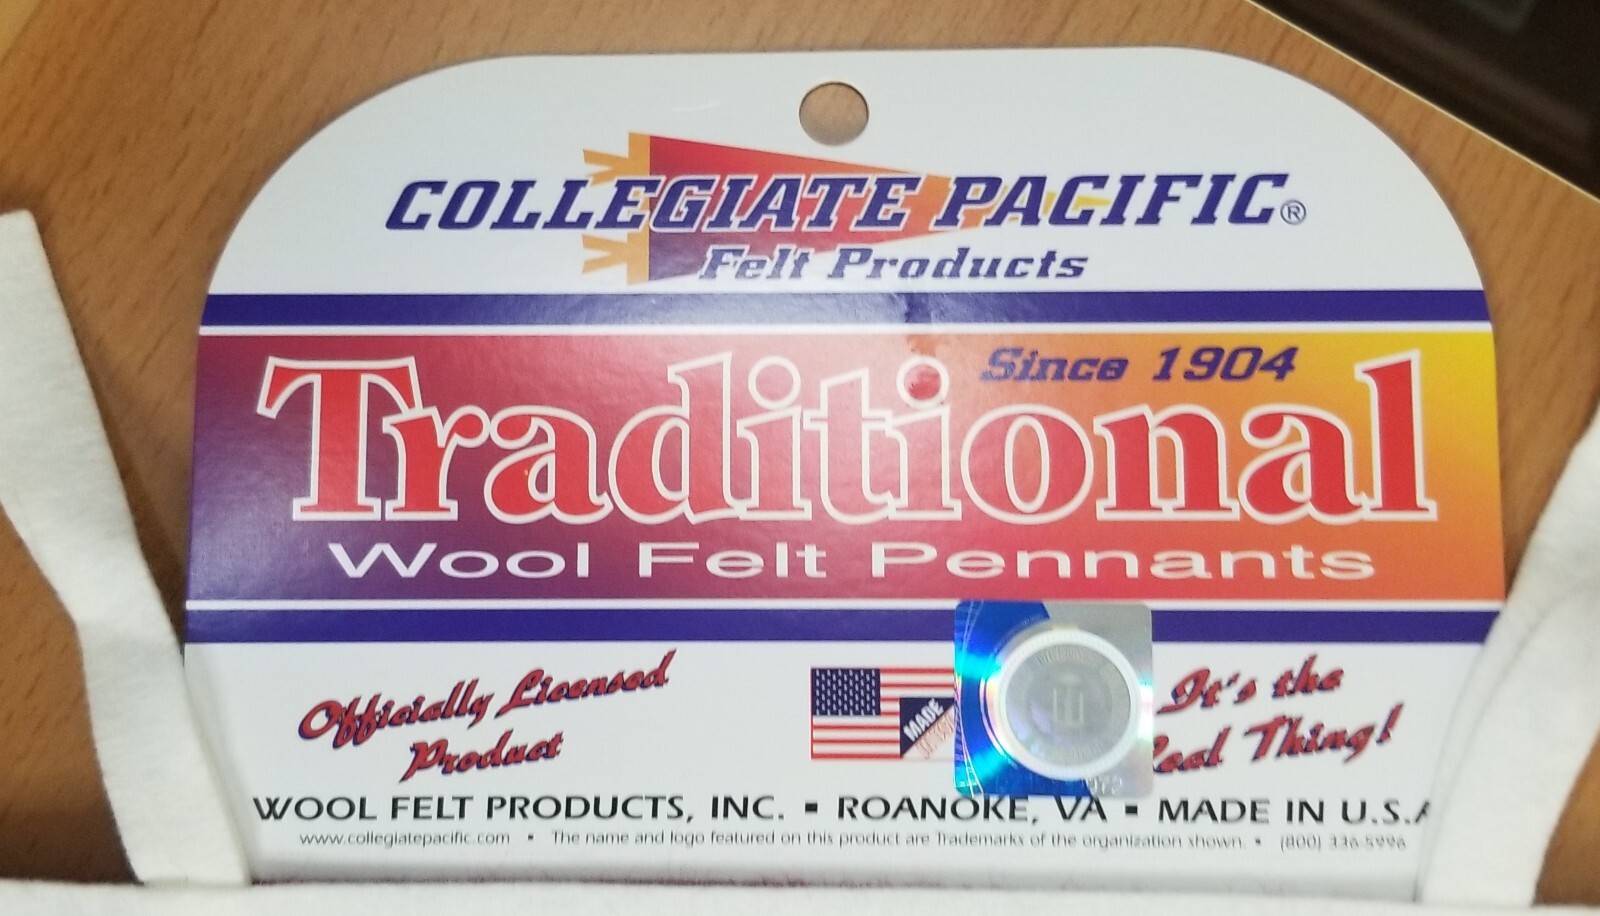 COLLEGIATE PACIFIC®
Felt Products
Since 1904
Traditional
Wool Felt Pennants
Officially Licensed
Product
MADE
It's the
Real Thing!
WOOL FELT PRODUCTS, INC. ▪ ROANOKE, VA ▪ MADE IN U.S.A
www.collegiatepacific.com ▪ The name and logo featured on this product are Trademarks of the organization shown. ▪ (800) 336-5996